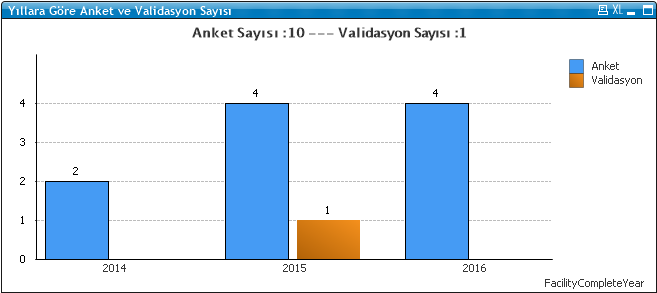 Yıllara Göre Anket ve Validasyon Sayısı XL
Anket Sayısı :10 --- Validasyon Sayısı :1
Anket
Validasyon
4
3
2
1
0
2
4
1
4
2014
2015
2016
FacilityCompleteYear